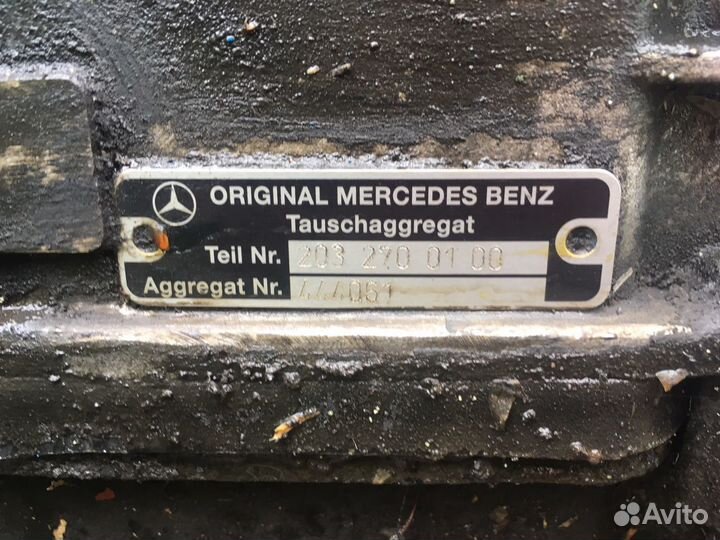 ORIGINAL MERCEDES BENZ
Tauschaggregat
Teil Nr. 203 270 01 00
Aggregat Nr. 444061
Avito